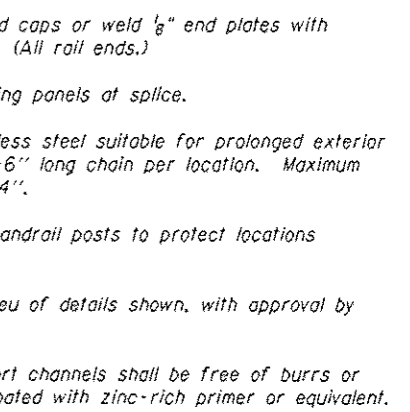 d caps or weld 1/8" end plates with
(All rail ends.)
ng panels at splice.
less steel suitable for prolonged exterior
6" long chain per location. Maximum
4".
andrail posts to protect locations
eu of details shown, with approval by
rt channels shall be free of burrs or
oated with zinc-rich primer or equivalent.